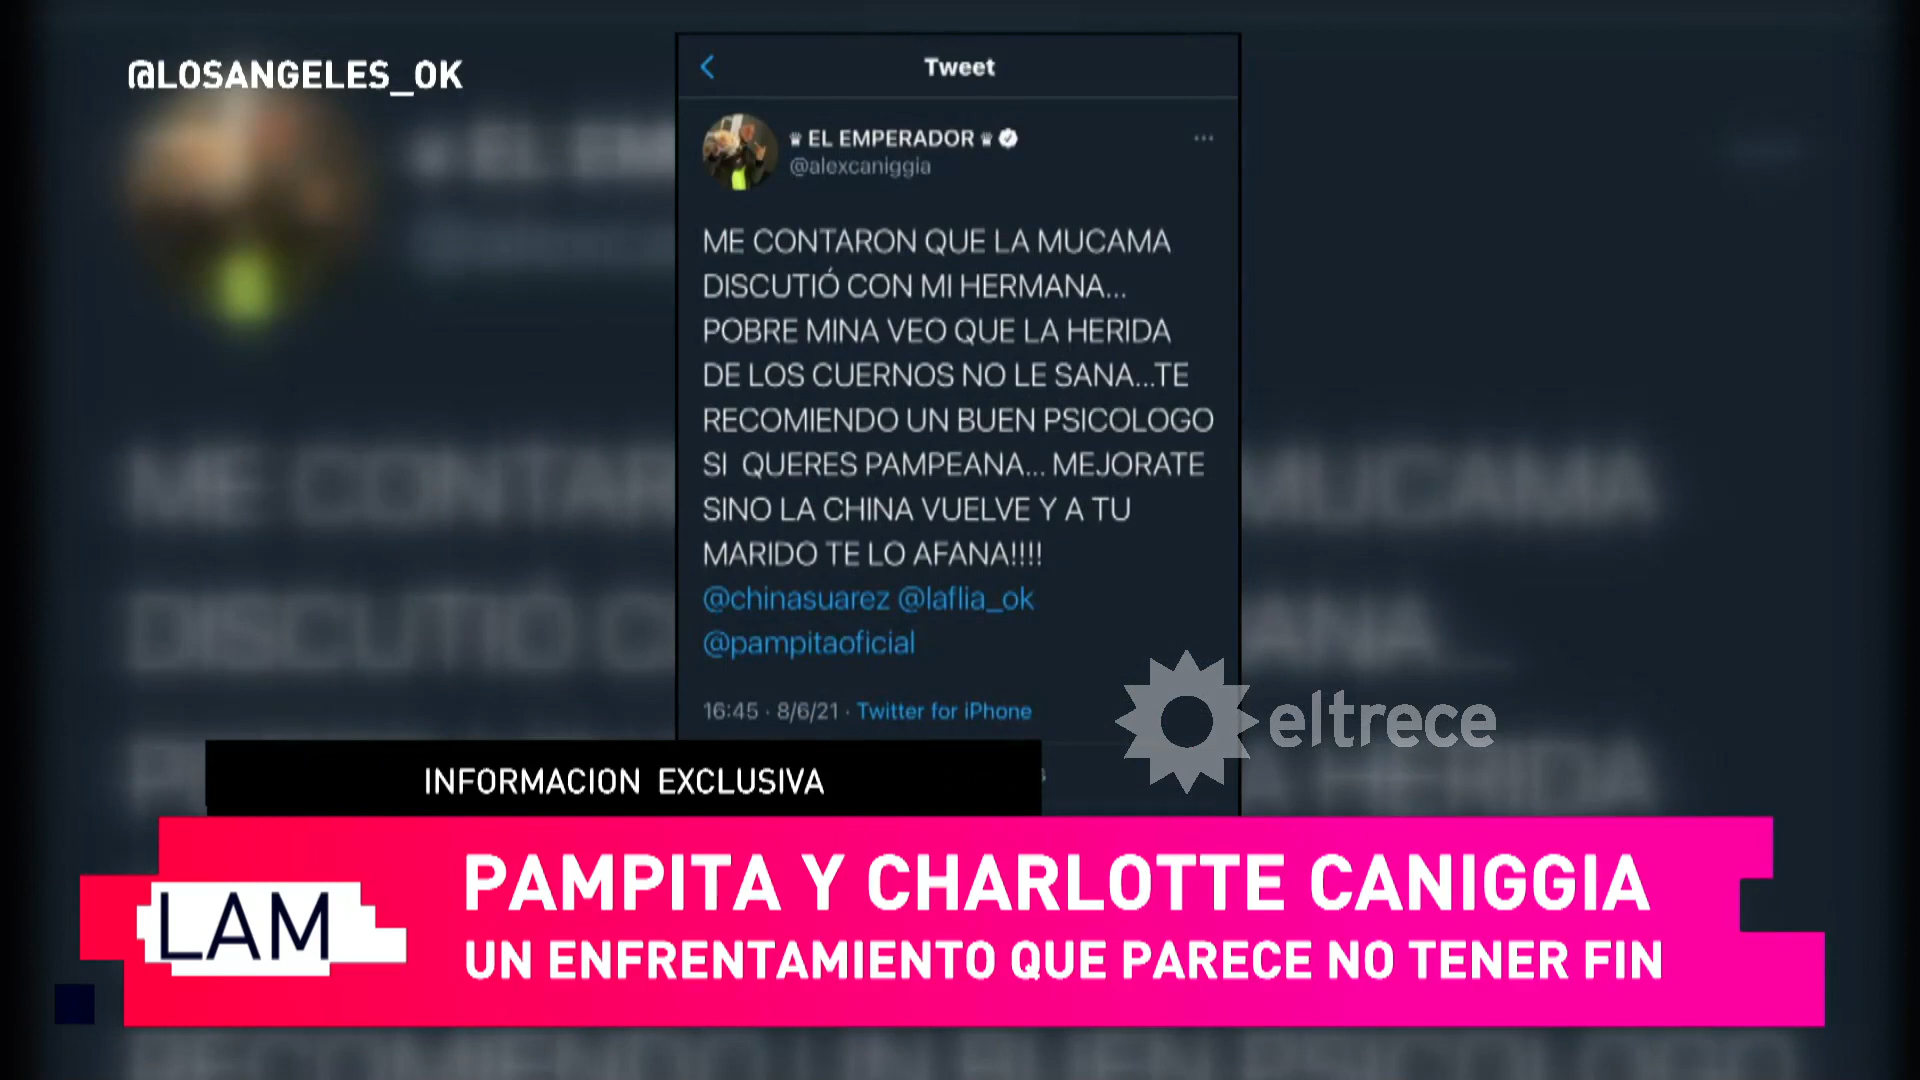 @LOSANGELES_OK
Tweet
♛ EL EMPERADOR ♛
@alexcaniggia
ME CONTARON QUE LA MUCAMA
DISCUTIÓ CON MI HERMANA...
POBRE MINA VEO QUE LA HERIDA
DE LOS CUERNOS NO LE SANA...TE
RECOMIENDO UN BUEN PSICOLOGO
SI QUERES PAMPEANA... MEJORATE
SINO LA CHINA VUELVE Y A TU
MARIDO TE LO AFANA!!!!
@chinasuarez @laflia_ok
@pampitaoficial
16:45 · 8/6/21 · Twitter for iPhone
eltrece
INFORMACION EXCLUSIVA
LAM
PAMPITA Y CHARLOTTE CANIGGIA
UN ENFRENTAMIENTO QUE PARECE NO TENER FIN